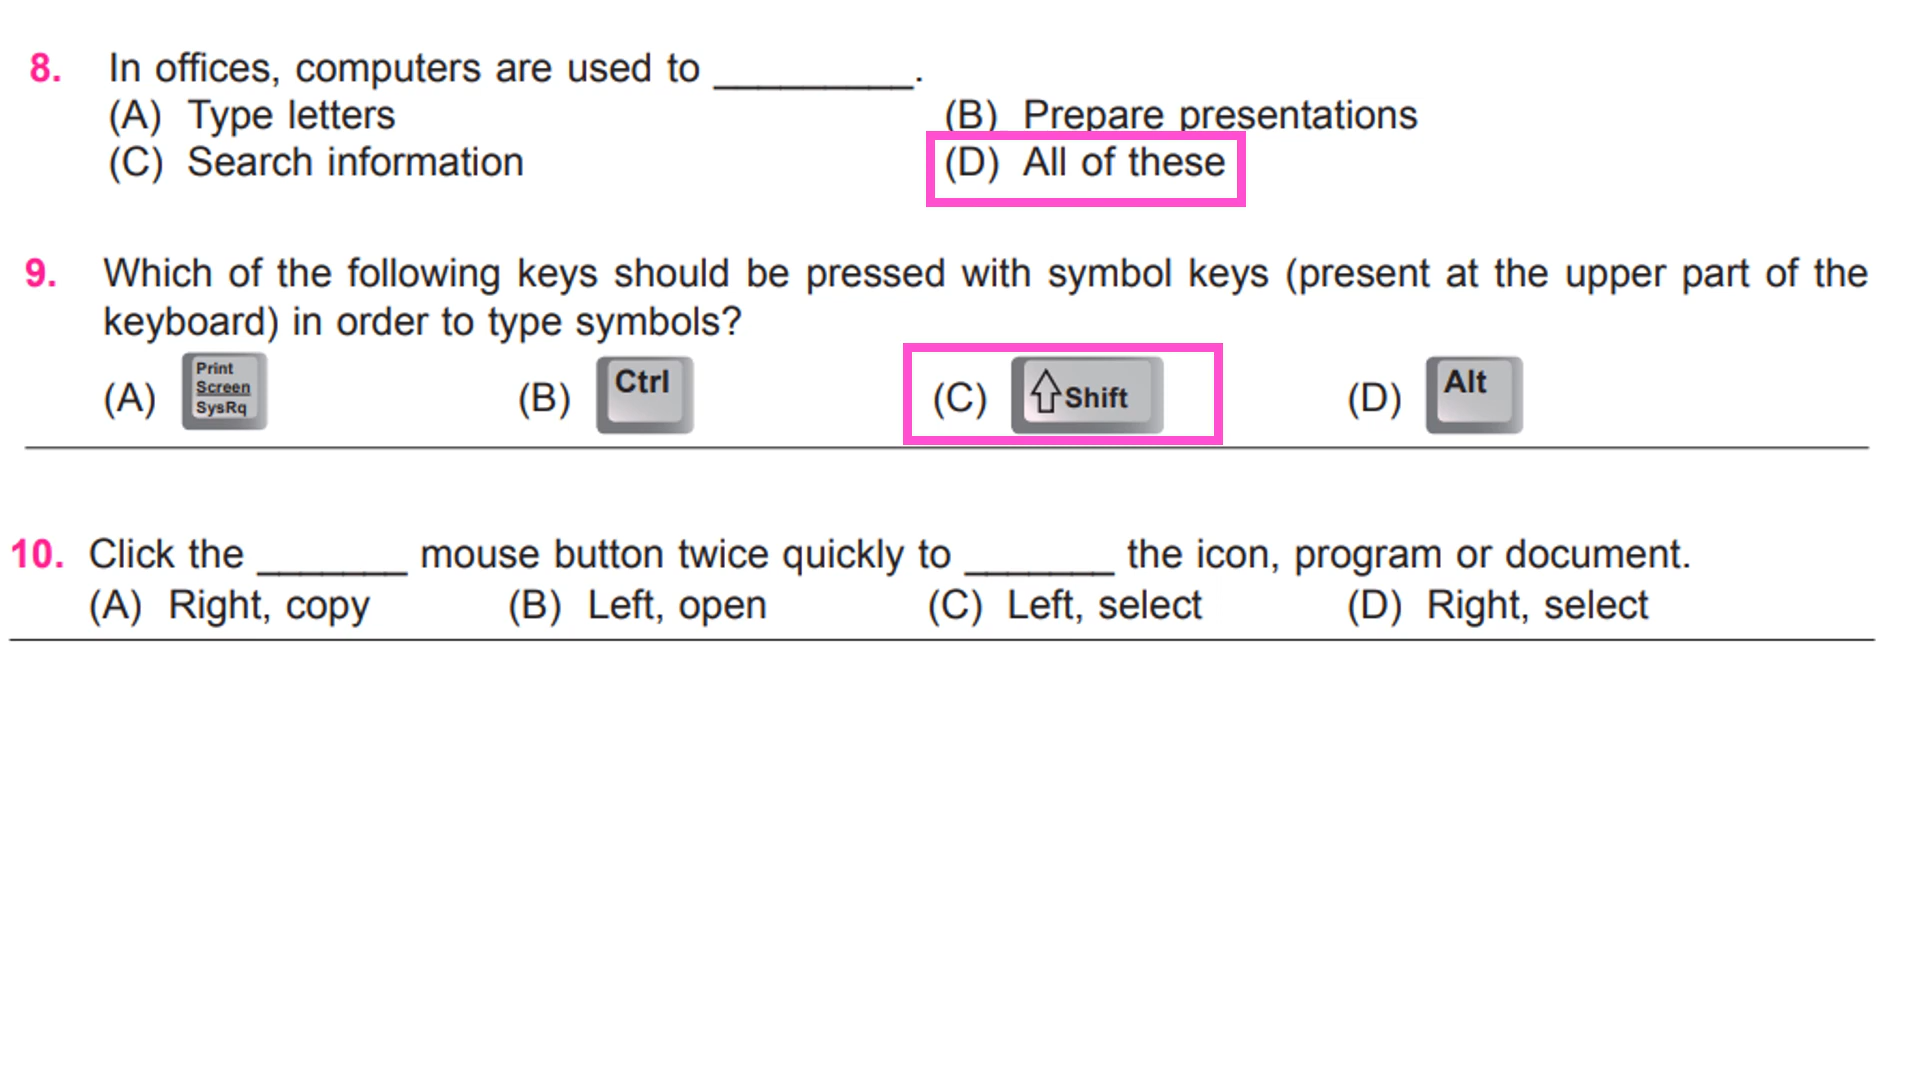 8. In offices, computers are used to _________.
(A) Type letters (B) Prepare presentations
(C) Search information (D) All of these
9. Which of the following keys should be pressed with symbol keys (present at the upper part of the
keyboard) in order to type symbols?
(A) Print Screen SysRq (B) Ctrl (C) Shift (D) Alt
10. Click the _______ mouse button twice quickly to _______ the icon, program or document.
(A) Right, copy (B) Left, open (C) Left, select (D) Right, select